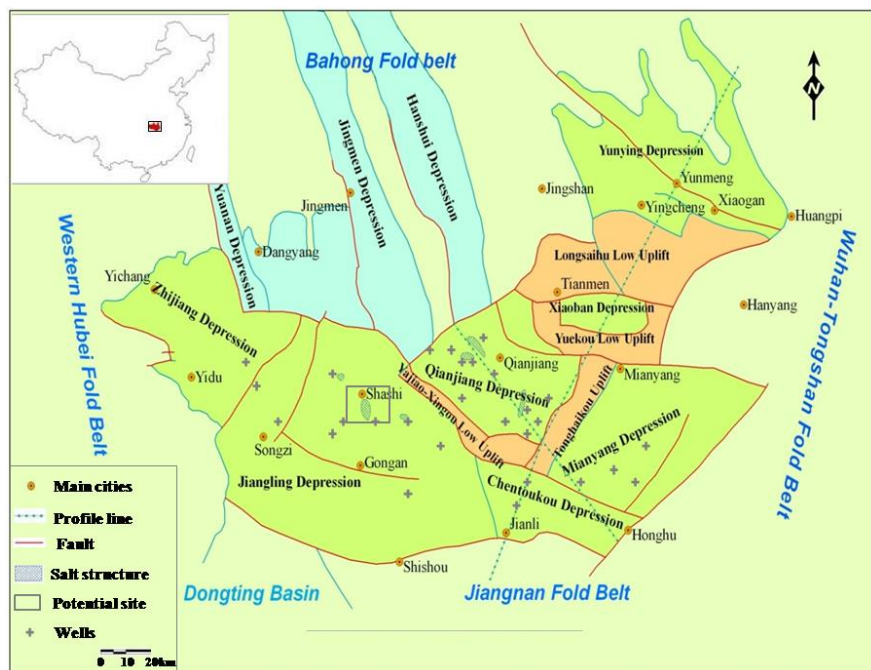 Bahong Fold belt
N
Hanshui Depression
Jingmen Depression
Yunying Depression
Yunmeng
Jingshan
Yingcheng
Xiaogan
Huangpi
Jingmen
Yuanan Depression
Dangyang
Western Hubei Fold Belt
Wuhan-Tongshan Fold Belt
Longsaihu Low Uplift
Yichang
Zhijiang Depression
Tianmen
Hanyang
Xiaoban Depression
Yuekou Low Uplift
Qianjiang
Qianjiang Depression
Mianyang
Yidu
Shashi
Yajiao-Xingou Low Uplift
Tonghaikou Uplift
Mianyang Depression
Songzi
Gongan
Jiangling Depression
Chentoukou Depression
Jianli
Honghu
Shishou
Dongting Basin
Jiangnan Fold Belt
Main cities
Profile line
Fault
Salt structure
Potential site
Wells
0 10 20km